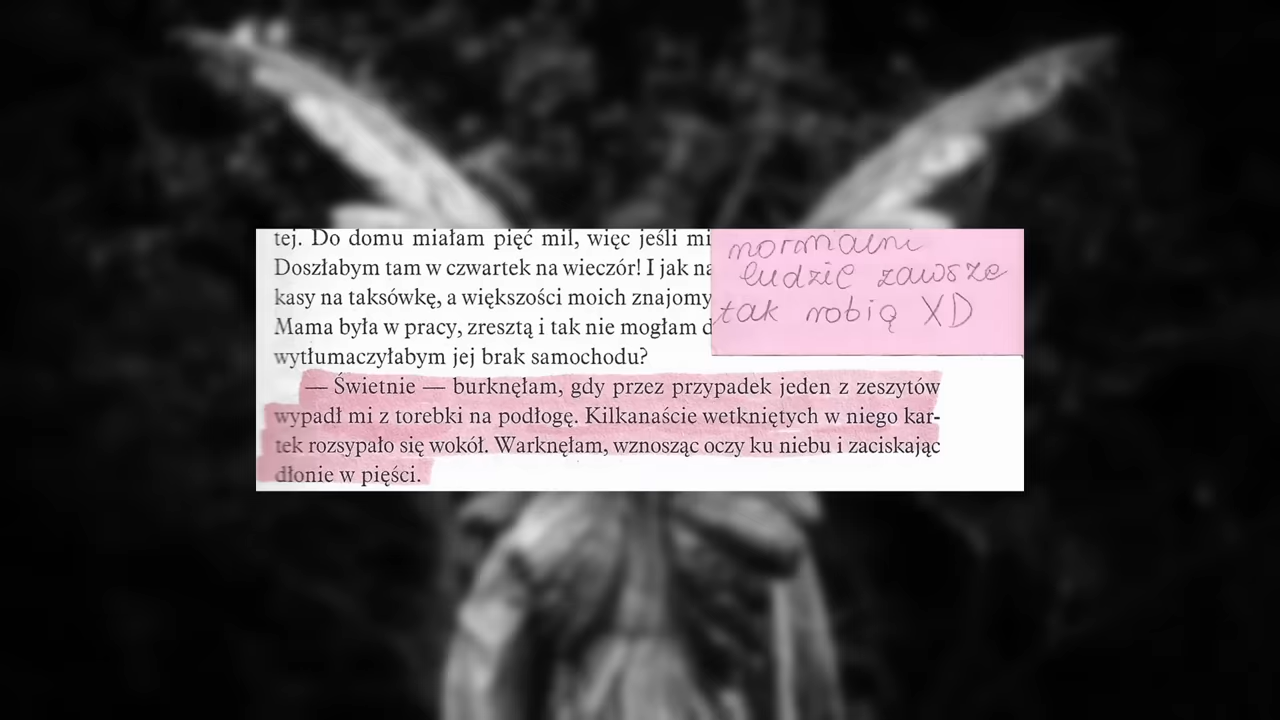 tej. Do domu miałam pięć mil, więc jeśli mi
Doszłabym tam w czwartek na wieczór! I jak na
kasy na taksówkę, a większości moich znajomy
Mama była w pracy, zresztą i tak nie mogłam d
wytłumaczyłabym jej brak samochodu?
— Świetnie — burknęłam, gdy przez przypadek jeden z zeszytów
wypadł mi z torebki na podłogę. Kilkanaście wetkniętych w niego kar-
tek rozsypało się wokół. Warknęłam, wznosząc oczy ku niebu i zaciskając
dłonie w pięści.
normalni
ludzie zawsze
tak robią XD